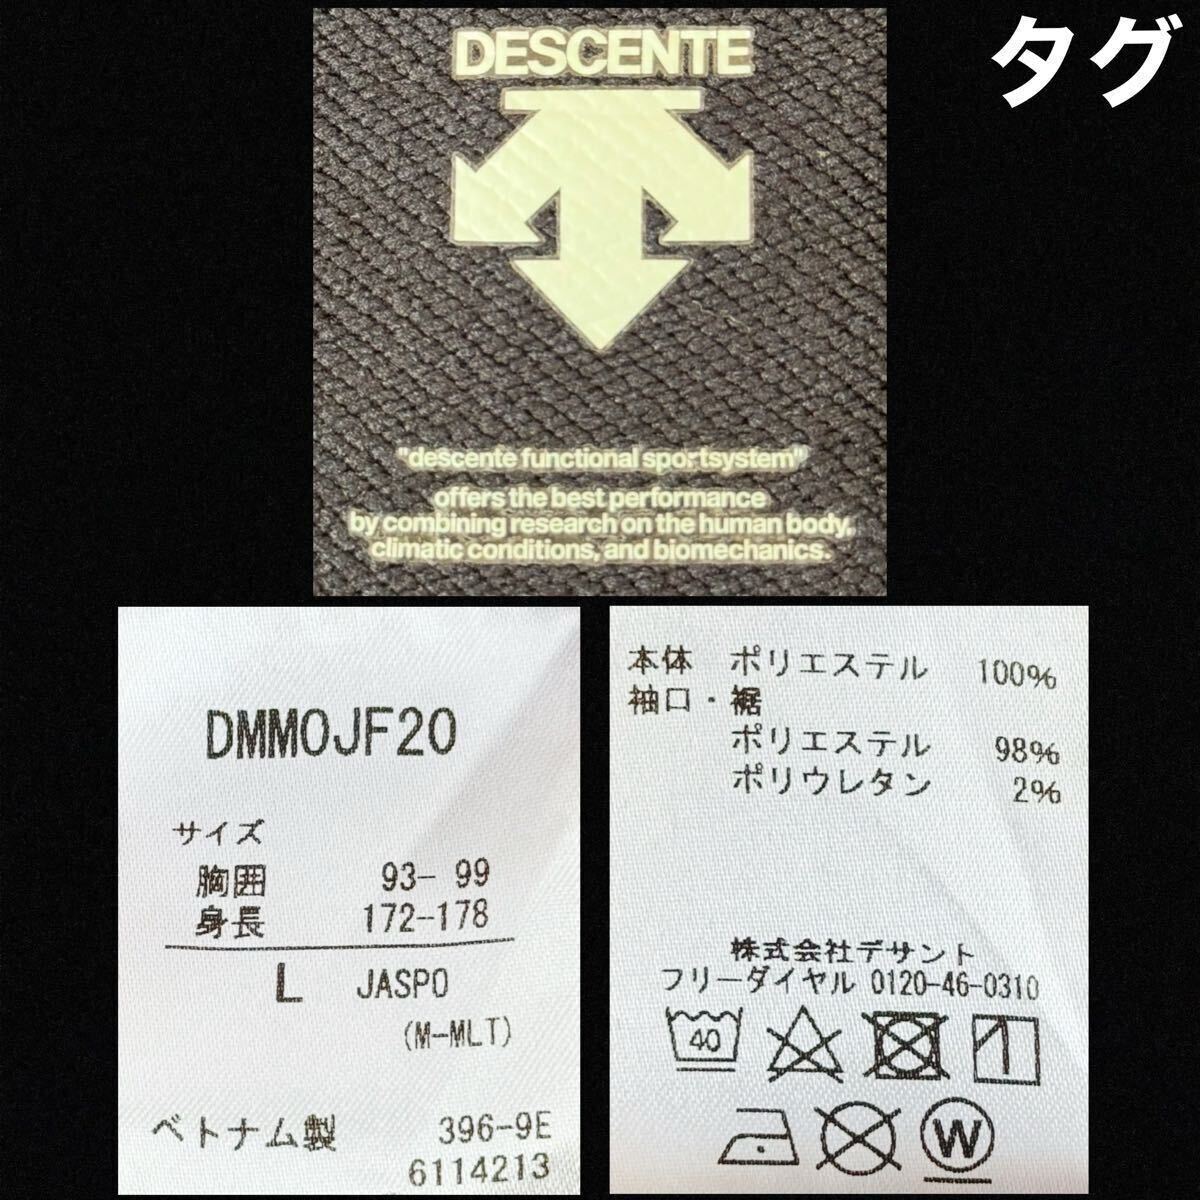 タグ
DESCENTE
"descente functional sportsystem"
offers the best performance
by combining research on the human body,
climatic conditions, and biomechanics.
DMMOJF20
サイズ
胸囲 93-99
身長 172-178
L JASPO
(M-MLT)
ベトナム製 396-9E
6114213
本体 ポリエステル 100%
袖口・裾
ポリエステル 98%
ポリウレタン 2%
株式会社デサント
フリーダイヤル 0120-46-0310
40
W